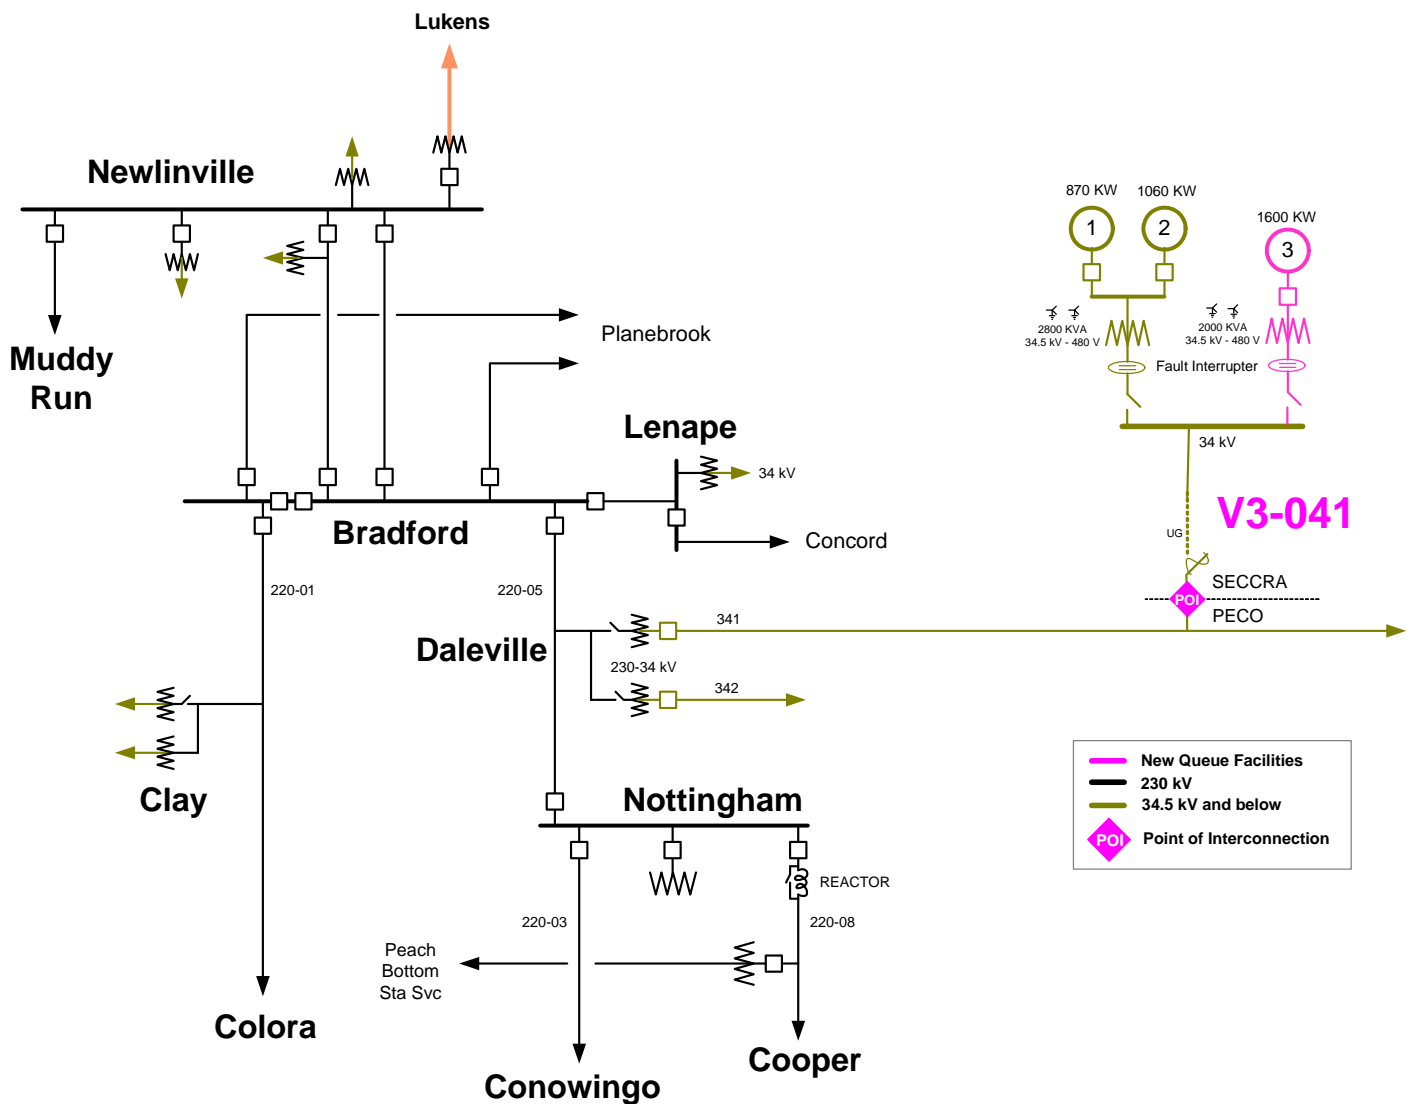 Lukens
Newlinville
870 KW
1060 KW
1600 KW
1
2
3
2800 KVA
34.5 kV - 480 V
2000 KVA
34.5 kV - 480 V
Fault Interrupter
Planebrook
Muddy
Run
Lenape
34 kV
34 kV
V3-041
Bradford
UG
Concord
220-01
220-05
SECCRA
POI
PECO
341
Daleville
230-34 kV
342
New Queue Facilities
230 kV
34.5 kV and below
POI
Point of Interconnection
Clay
Nottingham
REACTOR
220-03
220-08
Peach
Bottom
Sta Svc
Colora
Cooper
Conowingo